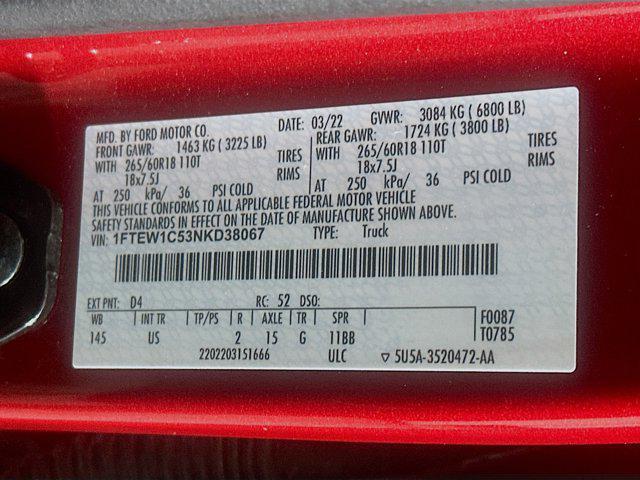 MFD. BY FORD MOTOR CO. DATE: 03/22 GVWR: 3084 KG ( 6800 LB)
FRONT GAWR: 1463 KG ( 3225 LB) REAR GAWR: 1724 KG ( 3800 LB)
WITH 265/60R18 110T TIRES WITH 265/60R18 110T TIRES
18x7.5J RIMS 18x7.5J RIMS
AT 250 kPa/ 36 PSI COLD AT 250 kPa/ 36 PSI COLD
THIS VEHICLE CONFORMS TO ALL APPLICABLE FEDERAL MOTOR VEHICLE
SAFETY STANDARDS IN EFFECT ON THE DATE OF MANUFACTURE SHOWN ABOVE.
VIN: 1FTEW1C53NKD38067 TYPE: Truck
EXT PNT: D4 RC: 52 DSO:
WB INT TR TP/PS R AXLE TR SPR F0087
145 US 2 15 G 11BB T0785
2202203151666 ULC ▽ 5U5A-3520472-AA